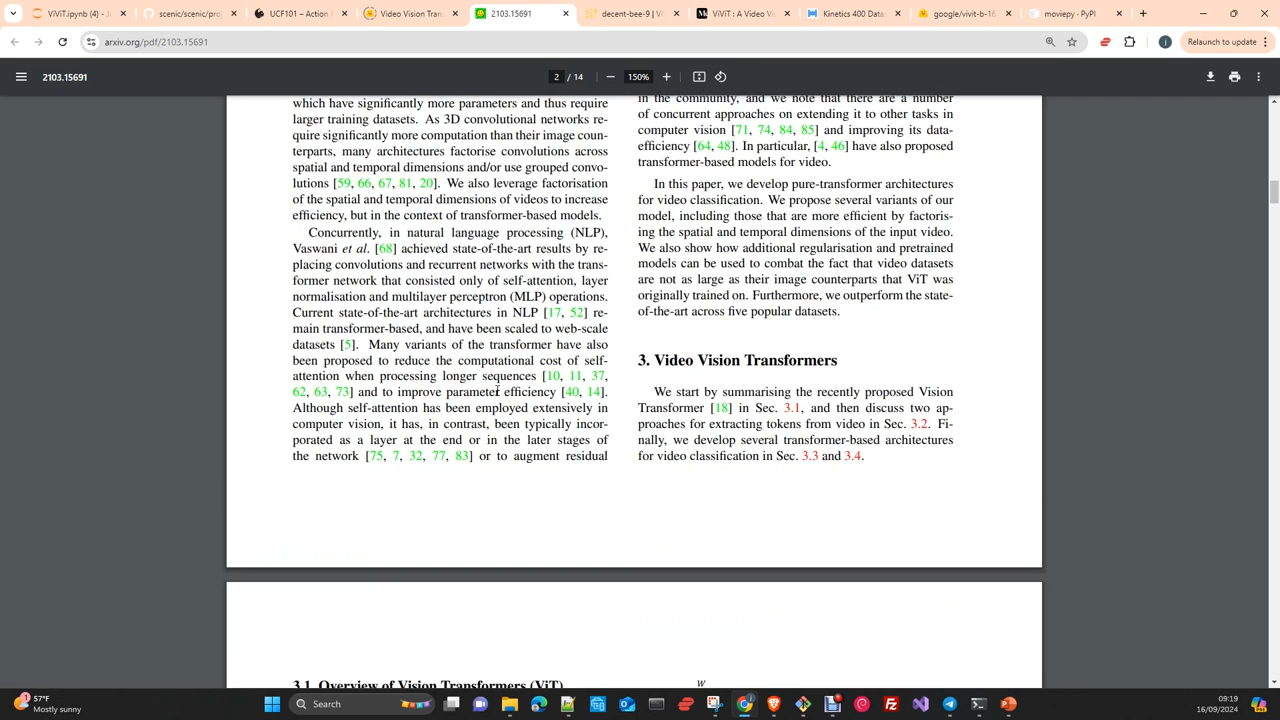 ViViT.ipynb (4) - J
scenic/scenic/pro
UCF101 – Action
Video Vision Tran
2103.15691
decent-bee-9 | Vi
ViViT: A Video Vi
Kinetics 400 Data
google/vivit-b-16
moviepy · PyPI
arxiv.org/pdf/2103.15691
Relaunch to update
2103.15691
2 / 14
150%
which have significantly more parameters and thus require
larger training datasets. As 3D convolutional networks re-
quire significantly more computation than their image coun-
terparts, many architectures factorise convolutions across
spatial and temporal dimensions and/or use grouped convo-
lutions [59, 66, 67, 81, 20]. We also leverage factorisation
of the spatial and temporal dimensions of videos to increase
efficiency, but in the context of transformer-based models.
Concurrently, in natural language processing (NLP),
Vaswani et al. [68] achieved state-of-the-art results by re-
placing convolutions and recurrent networks with the trans-
former network that consisted only of self-attention, layer
normalisation and multilayer perceptron (MLP) operations.
Current state-of-the-art architectures in NLP [17, 52] re-
main transformer-based, and have been scaled to web-scale
datasets [5]. Many variants of the transformer have also
been proposed to reduce the computational cost of self-
attention when processing longer sequences [10, 11, 37,
62, 63, 73] and to improve parameter efficiency [40, 14].
Although self-attention has been employed extensively in
computer vision, it has, in contrast, been typically incor-
porated as a layer at the end or in the later stages of
the network [75, 7, 32, 77, 83] or to augment residual
in the community, and we note that there are a number
of concurrent approaches on extending it to other tasks in
computer vision [71, 74, 84, 85] and improving its data-
efficiency [64, 48]. In particular, [4, 46] have also proposed
transformer-based models for video.
In this paper, we develop pure-transformer architectures
for video classification. We propose several variants of our
model, including those that are more efficient by factoris-
ing the spatial and temporal dimensions of the input video.
We also show how additional regularisation and pretrained
models can be used to combat the fact that video datasets
are not as large as their image counterparts that ViT was
originally trained on. Furthermore, we outperform the state-
of-the-art across five popular datasets.
3. Video Vision Transformers
We start by summarising the recently proposed Vision
Transformer [18] in Sec. 3.1, and then discuss two ap-
proaches for extracting tokens from video in Sec. 3.2. Fi-
nally, we develop several transformer-based architectures
for video classification in Sec. 3.3 and 3.4.
3.1. Overview of Vision Transformers (ViT)
W
57°F
Mostly sunny
Search
09:19
16/09/2024